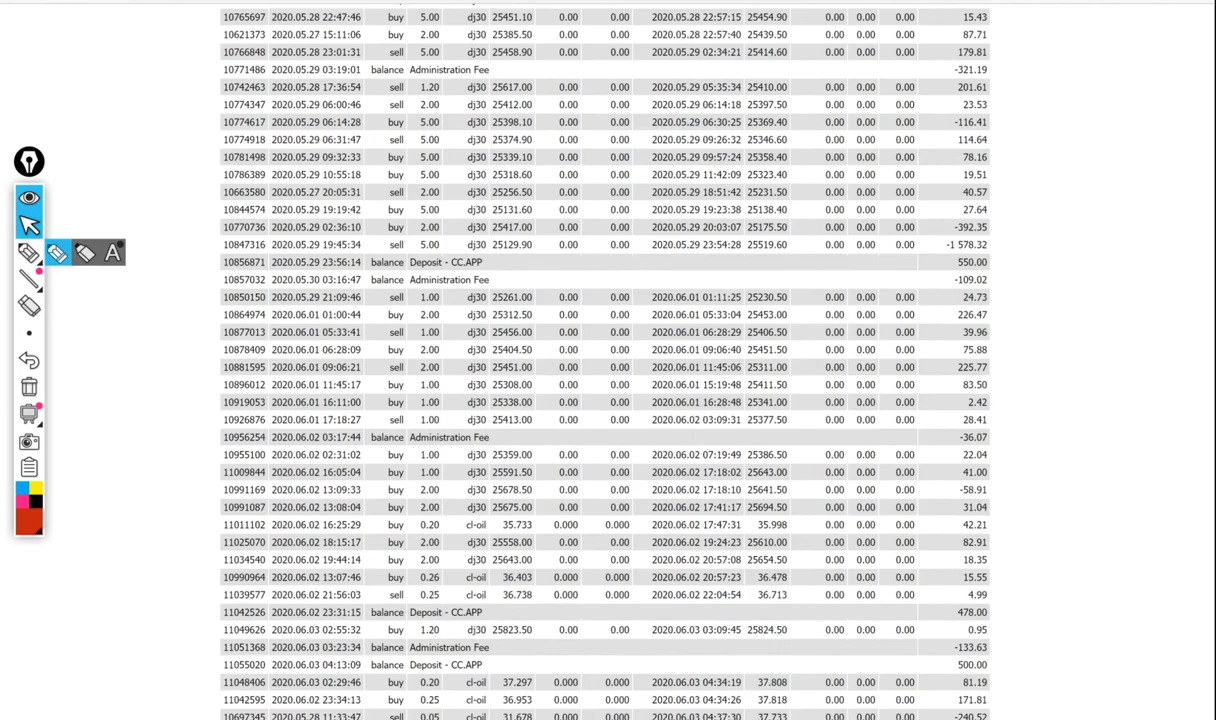 10765697 2020.05.28 22:47:46 buy 5.00 dj30 25451.10 0.00 0.00 2020.05.28 22:57:15 25454.90 0.00 0.00 0.00 15.43
10621373 2020.05.27 15:11:06 buy 2.00 dj30 25385.50 0.00 0.00 2020.05.28 22:57:40 25439.50 0.00 0.00 0.00 87.71
10766848 2020.05.28 23:01:31 sell 5.00 dj30 25458.90 0.00 0.00 2020.05.29 02:34:21 25414.60 0.00 0.00 0.00 179.81
10771486 2020.05.29 03:19:01 balance Administration Fee -321.19
10742463 2020.05.28 17:36:54 sell 1.20 dj30 25617.00 0.00 0.00 2020.05.29 05:35:34 25410.00 0.00 0.00 0.00 201.61
10774347 2020.05.29 06:00:46 sell 2.00 dj30 25412.00 0.00 0.00 2020.05.29 06:14:18 25397.50 0.00 0.00 0.00 23.53
10774617 2020.05.29 06:14:28 buy 5.00 dj30 25398.10 0.00 0.00 2020.05.29 06:30:25 25369.40 0.00 0.00 0.00 -116.41
10774918 2020.05.29 06:31:47 sell 5.00 dj30 25374.90 0.00 0.00 2020.05.29 09:26:32 25346.60 0.00 0.00 0.00 114.64
10781498 2020.05.29 09:32:33 buy 5.00 dj30 25339.10 0.00 0.00 2020.05.29 09:57:24 25358.40 0.00 0.00 0.00 78.16
10786389 2020.05.29 10:55:18 buy 5.00 dj30 25318.60 0.00 0.00 2020.05.29 11:42:09 25323.40 0.00 0.00 0.00 19.51
10663580 2020.05.27 20:05:31 sell 2.00 dj30 25256.50 0.00 0.00 2020.05.29 18:51:42 25231.50 0.00 0.00 0.00 40.57
10844574 2020.05.29 19:19:42 buy 5.00 dj30 25131.60 0.00 0.00 2020.05.29 19:23:38 25138.40 0.00 0.00 0.00 27.64
10770736 2020.05.29 02:36:10 buy 2.00 dj30 25417.00 0.00 0.00 2020.05.29 20:03:07 25175.50 0.00 0.00 0.00 -392.35
10847316 2020.05.29 19:45:34 sell 5.00 dj30 25129.90 0.00 0.00 2020.05.29 23:54:28 25519.60 0.00 0.00 0.00 -1 578.32
10856871 2020.05.29 23:56:14 balance Deposit - CC.APP 550.00
10857032 2020.05.30 03:16:47 balance Administration Fee -109.02
10850150 2020.05.29 21:09:46 sell 1.00 dj30 25261.00 0.00 0.00 2020.06.01 01:11:25 25230.50 0.00 0.00 0.00 24.73
10864974 2020.06.01 01:00:44 buy 2.00 dj30 25312.50 0.00 0.00 2020.06.01 05:33:04 25453.00 0.00 0.00 0.00 226.47
10877013 2020.06.01 05:33:41 sell 1.00 dj30 25456.00 0.00 0.00 2020.06.01 06:28:29 25406.50 0.00 0.00 0.00 39.96
10878409 2020.06.01 06:28:09 buy 2.00 dj30 25404.50 0.00 0.00 2020.06.01 09:06:40 25451.50 0.00 0.00 0.00 75.88
10881595 2020.06.01 09:06:21 sell 2.00 dj30 25451.00 0.00 0.00 2020.06.01 11:45:06 25311.00 0.00 0.00 0.00 225.77
10896012 2020.06.01 11:45:17 buy 1.00 dj30 25308.00 0.00 0.00 2020.06.01 15:19:48 25411.50 0.00 0.00 0.00 83.50
10919053 2020.06.01 16:11:00 buy 1.00 dj30 25338.00 0.00 0.00 2020.06.01 16:28:48 25341.00 0.00 0.00 0.00 2.42
10926876 2020.06.01 17:18:27 sell 1.00 dj30 25413.00 0.00 0.00 2020.06.02 03:09:31 25377.50 0.00 0.00 0.00 28.41
10956254 2020.06.02 03:17:44 balance Administration Fee -36.07
10955100 2020.06.02 02:31:02 buy 1.00 dj30 25359.00 0.00 0.00 2020.06.02 07:19:49 25386.50 0.00 0.00 0.00 22.04
11009844 2020.06.02 16:05:04 buy 1.00 dj30 25591.50 0.00 0.00 2020.06.02 17:18:02 25643.00 0.00 0.00 0.00 41.00
10991169 2020.06.02 13:09:33 buy 2.00 dj30 25678.50 0.00 0.00 2020.06.02 17:18:10 25641.50 0.00 0.00 0.00 -58.91
10991087 2020.06.02 13:08:04 buy 2.00 dj30 25675.00 0.00 0.00 2020.06.02 17:41:17 25694.50 0.00 0.00 0.00 31.04
11011102 2020.06.02 16:25:29 buy 0.20 cl-oil 35.733 0.000 0.000 2020.06.02 17:47:31 35.998 0.00 0.00 0.00 42.21
11025070 2020.06.02 18:15:17 buy 2.00 dj30 25558.00 0.00 0.00 2020.06.02 19:24:23 25610.00 0.00 0.00 0.00 82.91
11034540 2020.06.02 19:44:14 buy 2.00 dj30 25643.00 0.00 0.00 2020.06.02 20:57:08 25654.50 0.00 0.00 0.00 18.35
10990964 2020.06.02 13:07:46 buy 0.26 cl-oil 36.403 0.000 0.000 2020.06.02 20:57:23 36.478 0.00 0.00 0.00 15.55
11039577 2020.06.02 21:56:03 sell 0.25 cl-oil 36.738 0.000 0.000 2020.06.02 22:04:54 36.713 0.00 0.00 0.00 4.99
11042526 2020.06.02 23:31:15 balance Deposit - CC.APP 478.00
11049626 2020.06.03 02:55:32 buy 1.20 dj30 25823.50 0.00 0.00 2020.06.03 03:09:45 25824.50 0.00 0.00 0.00 0.95
11051368 2020.06.03 03:23:34 balance Administration Fee -133.63
11055020 2020.06.03 04:13:09 balance Deposit - CC.APP 500.00
11048406 2020.06.03 02:29:46 buy 0.20 cl-oil 37.297 0.000 0.000 2020.06.03 04:34:19 37.808 0.00 0.00 0.00 81.19
11042595 2020.06.02 23:34:13 buy 0.25 cl-oil 36.953 0.000 0.000 2020.06.03 04:34:26 37.818 0.00 0.00 0.00 171.81
10697345 2020.05.28 11:33:47 sell 0.05 cl-oil 31.678 0.000 0.000 2020.06.03 04:37:30 37.733 0.00 0.00 0.00 -240.52
A